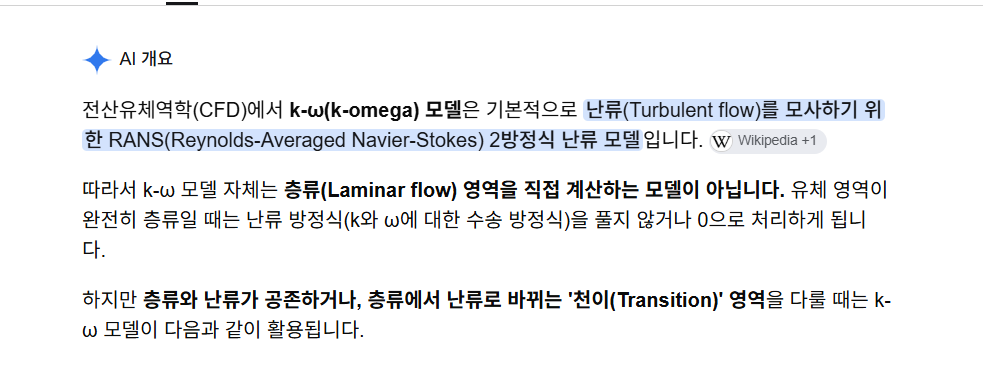 AI 개요
전산유체역학(CFD)에서 k-ω(k-omega) 모델은 기본적으로 난류(Turbulent flow)를 모사하기 위
한 RANS(Reynolds-Averaged Navier-Stokes) 2방정식 난류 모델입니다. W Wikipedia +1
따라서 k-ω 모델 자체는 층류(Laminar flow) 영역을 직접 계산하는 모델이 아닙니다. 유체 영역이
완전히 층류일 때는 난류 방정식(k와 ω에 대한 수송 방정식)을 풀지 않거나 0으로 처리하게 됩니
다.
하지만 층류와 난류가 공존하거나, 층류에서 난류로 바뀌는 '천이(Transition)' 영역을 다룰 때는 k-
ω 모델이 다음과 같이 활용됩니다.